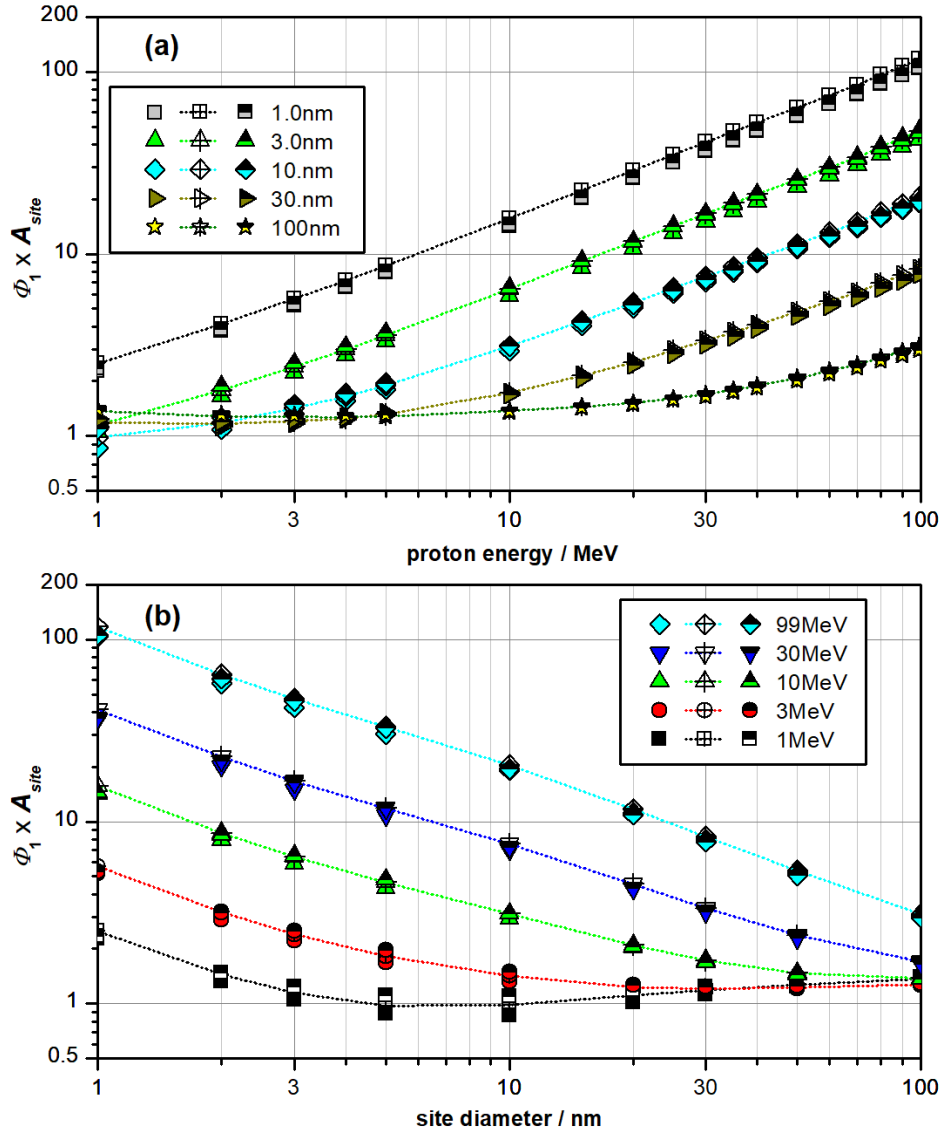 200
(a)
100
1.0nm
3.0nm
10.nm
30.nm
100nm
Φ₁ x A_site
10
1
0.5
1 3 10 30 100
proton energy / MeV
200
(b)
100
99MeV
30MeV
10MeV
3MeV
1MeV
Φ₁ x A_site
10
1
0.5
1 3 10 30 100
site diameter / nm